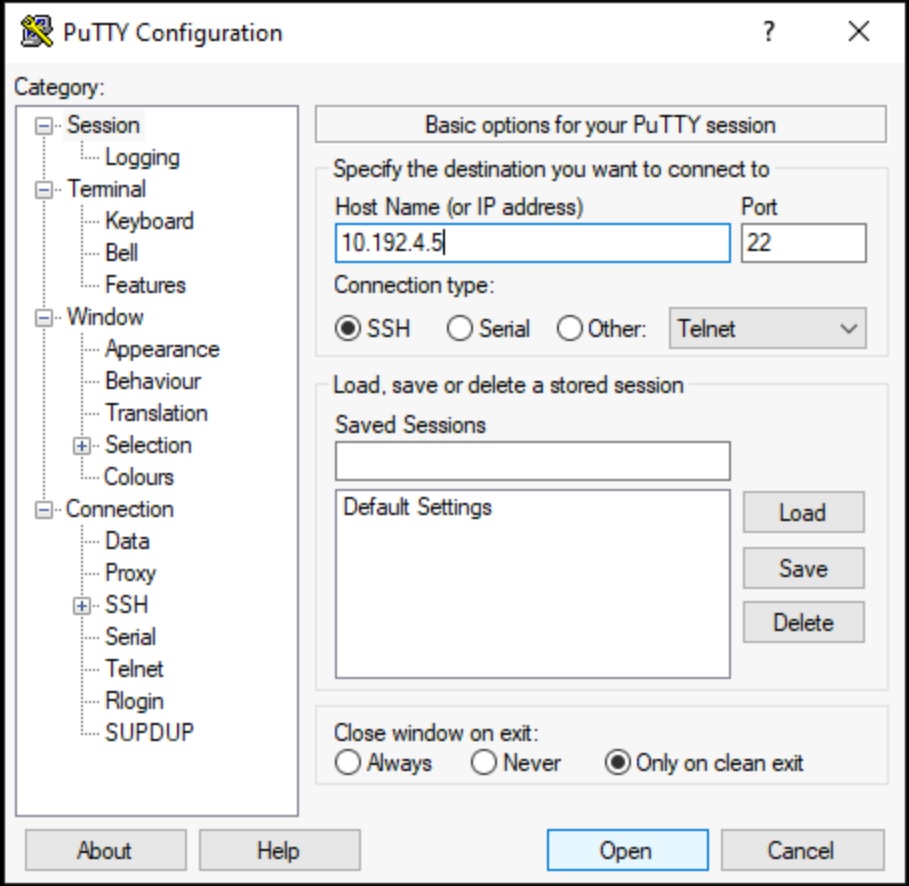 PuTTY Configuration
?
Category:
Session
Logging
Terminal
Keyboard
Bell
Features
Window
Appearance
Behaviour
Translation
Selection
Colours
Connection
Data
Proxy
SSH
Serial
Telnet
Rlogin
SUPDUP
Basic options for your PuTTY session
Specify the destination you want to connect to
Host Name (or IP address) Port
10.192.4.5 22
Connection type:
SSH Serial Other: Telnet
Load, save or delete a stored session
Saved Sessions
Default Settings
Load
Save
Delete
Close window on exit:
Always Never Only on clean exit
About Help Open Cancel